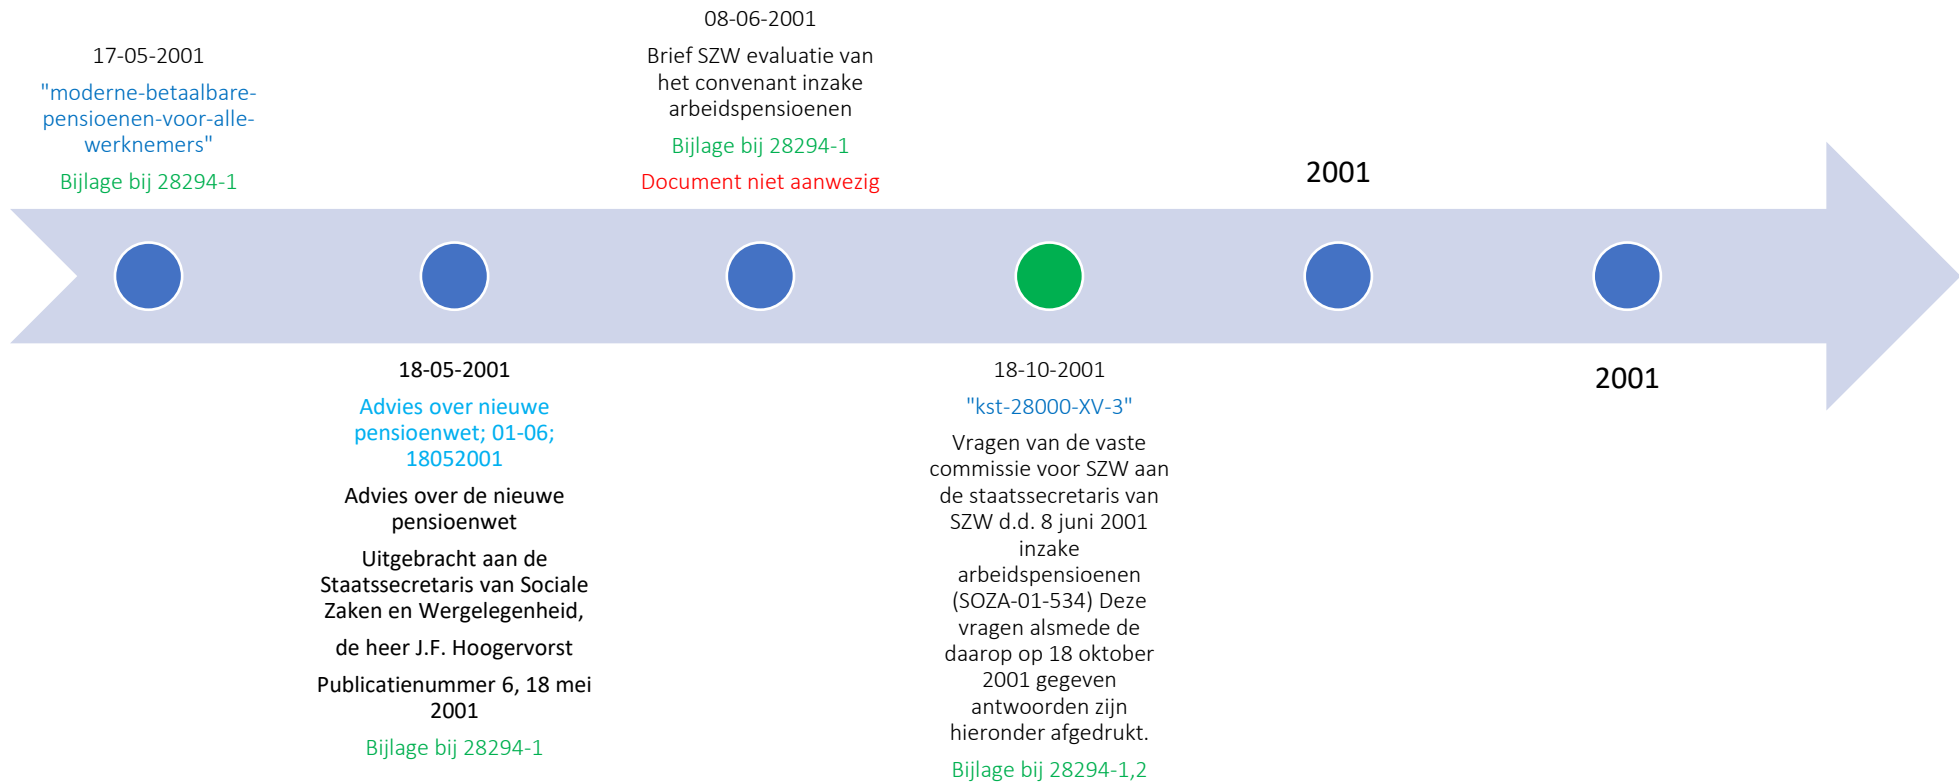 17-05-2001
"moderne-betaalbare-
pensioenen-voor-alle-
werknemers"
Bijlage bij 28294-1
18-05-2001
Advies over nieuwe
pensioenwet; 01-06;
18052001
Advies over de nieuwe
pensioenwet
Uitgebracht aan de
Staatssecretaris van Sociale
Zaken en Wergelegenheid,
de heer J.F. Hoogervorst
Publicatienummer 6, 18 mei
2001
Bijlage bij 28294-1
08-06-2001
Brief SZW evaluatie van
het convenant inzake
arbeidspensioenen
Bijlage bij 28294-1
Document niet aanwezig
18-10-2001
"kst-28000-XV-3"
Vragen van de vaste
commissie voor SZW aan
de staatssecretaris van
SZW d.d. 8 juni 2001
inzake
arbeidspensioenen
(SOZA-01-534) Deze
vragen alsmede de
daarop op 18 oktober
2001 gegeven
antwoorden zijn
hieronder afgedrukt.
Bijlage bij 28294-1,2
2001
2001